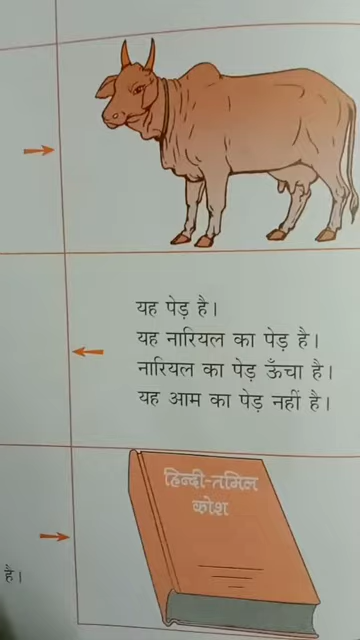 यह पेड़ है।
यह नारियल का पेड़ है।
नारियल का पेड़ ऊँचा है।
यह आम का पेड़ नहीं है।
हिन्दी-तमिल
कोश
है।